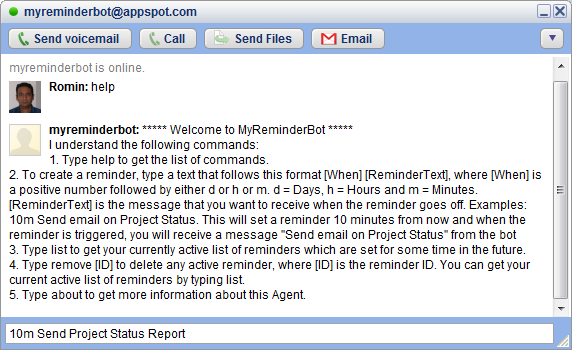 myreminderbot@appspot.com
Send voicemail Call Send Files Email
myreminderbot is online.
Romin: help
myreminderbot: ***** Welcome to MyReminderBot *****
I understand the following commands:
1. Type help to get the list of commands.
2. To create a reminder, type a text that follows this format [When] [ReminderText], where [When] is
a positive number followed by either d or h or m. d = Days, h = Hours and m = Minutes.
[ReminderText] is the message that you want to receive when the reminder goes off. Examples:
10m Send email on Project Status. This will set a reminder 10 minutes from now and when the
reminder is triggered, you will receive a message "Send email on Project Status" from the bot
3. Type list to get your currently active list of reminders which are set for some time in the future.
4. Type remove [ID] to delete any active reminder, where [ID] is the reminder ID. You can get your
current active list of reminders by typing list.
5. Type about to get more information about this Agent.
10m Send Project Status Report